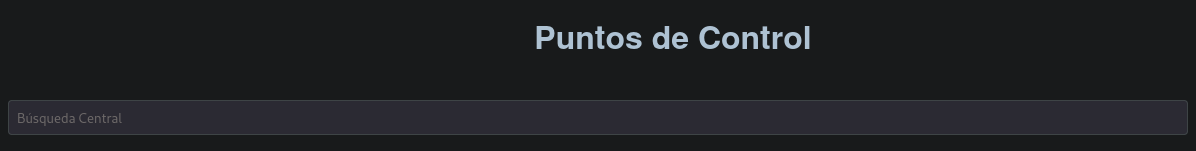 Puntos de Control
Búsqueda Central